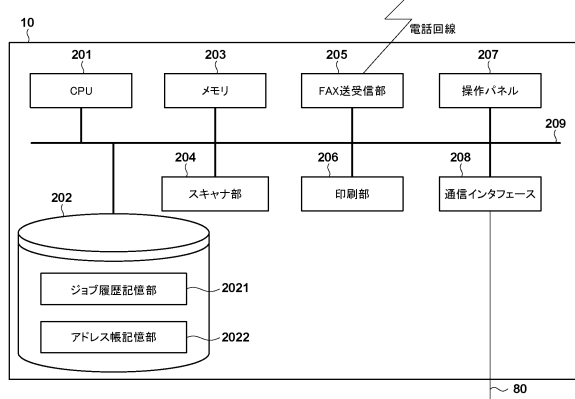 10
電話回線
201
203
205
207
CPU
メモリ
FAX送受信部
操作パネル
209
204
206
208
スキャナ部
印刷部
通信インタフェース
202
ジョブ履歴記憶部
2021
アドレス帳記憶部
2022
80